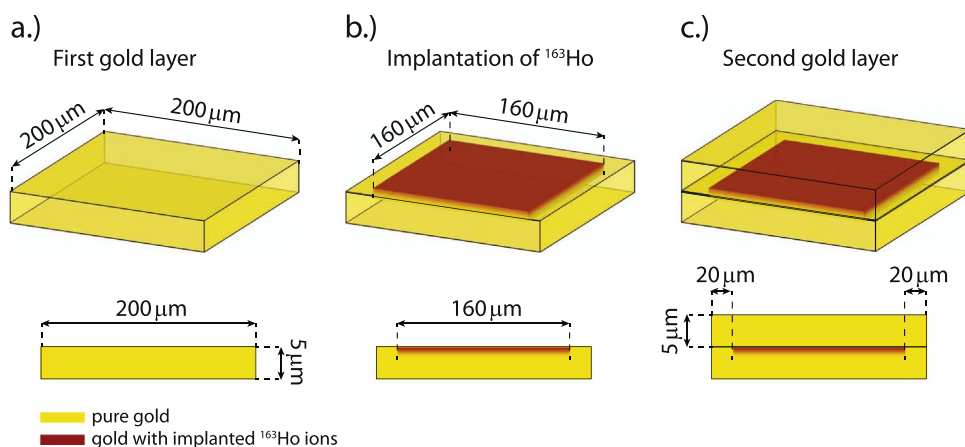 a.)
First gold layer
200 μm
200 μm
200 μm
5 μm
b.)
Implantation of ¹⁶³Ho
160 μm
160 μm
160 μm
c.)
Second gold layer
20 μm
20 μm
5 μm
pure gold
gold with implanted ¹⁶³Ho ions